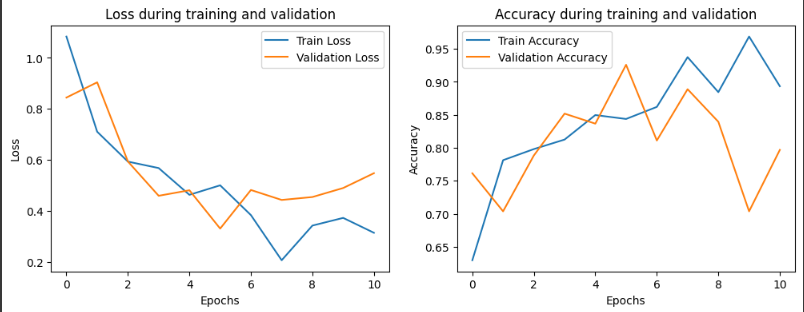 Loss during training and validation
Train Loss
Validation Loss
1.0
0.8
0.6
0.4
0.2
Loss
0 2 4 6 8 10
Epochs
Accuracy during training and validation
Train Accuracy
Validation Accuracy
0.95
0.90
0.85
0.80
0.75
0.70
0.65
Accuracy
0 2 4 6 8 10
Epochs